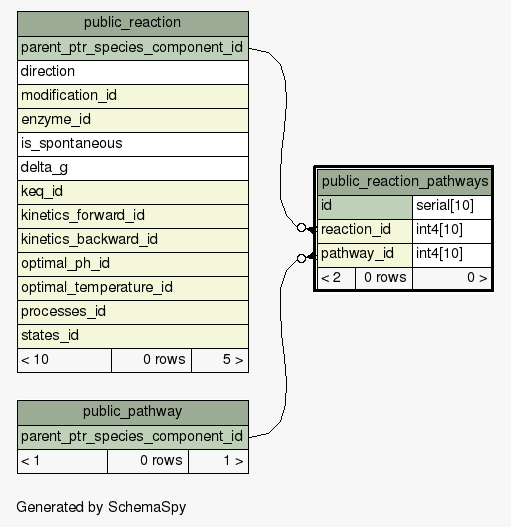 public_reaction
parent_ptr_species_component_id
direction
modification_id
enzyme_id
is_spontaneous
delta_g
keq_id
kinetics_forward_id
kinetics_backward_id
optimal_ph_id
optimal_temperature_id
processes_id
states_id
< 10 0 rows 5 >
public_reaction_pathways
id serial[10]
reaction_id int4[10]
pathway_id int4[10]
< 2 0 rows 0 >
public_pathway
parent_ptr_species_component_id
< 1 0 rows 1 >
Generated by SchemaSpy